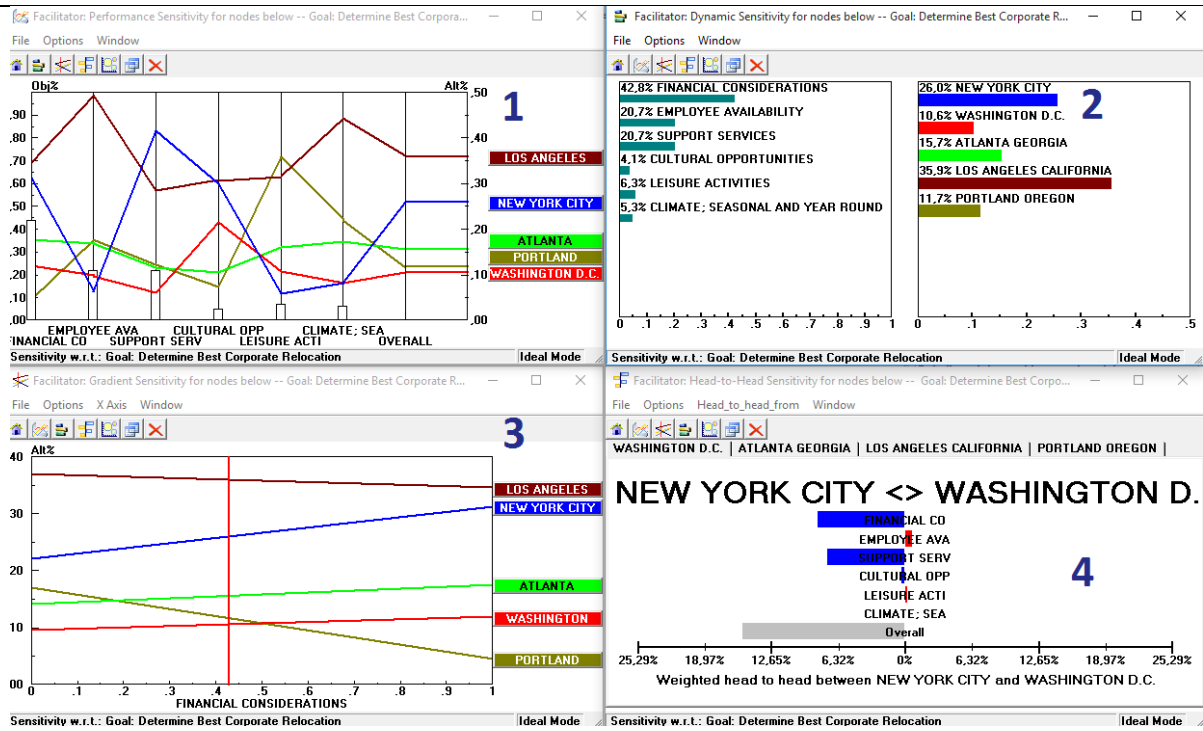 Facilitator: Performance Sensitivity for nodes below -- Goal: Determine Best Corpora...
File Options Window
Obj%
Alt%
1
.90
.80
.70
,60
.50
.40
.30
.20
.10
.00
,50
,40
,30
,20
,10
,00
LOS ANGELES
NEW YORK CITY
ATLANTA
PORTLAND
WASHINGTON D.C.
EMPLOYEE AVA CULTURAL OPP CLIMATE; SEA
FINANCIAL CO SUPPORT SERV LEISURE ACTI OVERALL
Sensitivity w.r.t.: Goal: Determine Best Corporate Relocation Ideal Mode
Facilitator: Dynamic Sensitivity for nodes below -- Goal: Determine Best Corporate R...
File Options Window
42,8% FINANCIAL CONSIDERATIONS
20,7% EMPLOYEE AVAILABILITY
20,7% SUPPORT SERVICES
4,1% CULTURAL OPPORTUNITIES
6,3% LEISURE ACTIVITIES
5,3% CLIMATE; SEASONAL AND YEAR ROUND
0 .1 .2 .3 .4 .5 .6 .7 .8 .9 1
2
26,0% NEW YORK CITY
10,6% WASHINGTON D.C.
15,7% ATLANTA GEORGIA
35,9% LOS ANGELES CALIFORNIA
11,7% PORTLAND OREGON
0 .1 .2 .3 .4 .5
Sensitivity w.r.t.: Goal: Determine Best Corporate Relocation Ideal Mode
Facilitator: Gradient Sensitivity for nodes below -- Goal: Determine Best Corporate R...
File Options X Axis Window
3
Alt%
40
30
20
10
00
LOS ANGELES
NEW YORK CITY
ATLANTA
WASHINGTON
PORTLAND
0 .1 .2 .3 .4 .5 .6 .7 .8 .9 1
FINANCIAL CONSIDERATIONS
Sensitivity w.r.t.: Goal: Determine Best Corporate Relocation Ideal Mode
Facilitator: Head-to-Head Sensitivity for nodes below -- Goal: Determine Best Corpo...
File Options Head_to_head_from Window
WASHINGTON D.C. | ATLANTA GEORGIA | LOS ANGELES CALIFORNIA | PORTLAND OREGON |
NEW YORK CITY <> WASHINGTON D.
FINANCIAL CO
EMPLOYEE AVA
SUPPORT SERV
CULTURAL OPP
LEISURE ACTI
CLIMATE; SEA
Overall
4
25,29% 18,97% 12,65% 6,32% 0% 6,32% 12,65% 18,97% 25,29%
Weighted head to head between NEW YORK CITY and WASHINGTON D.C.
Sensitivity w.r.t.: Goal: Determine Best Corporate Relocation Ideal Mode